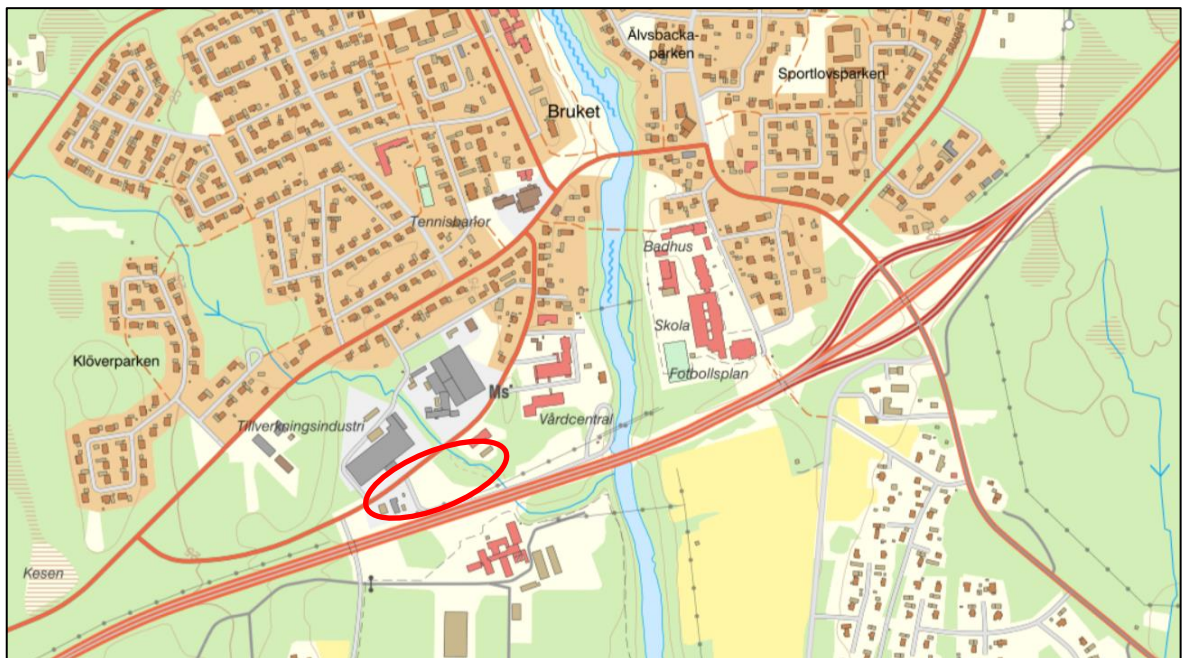 Älvsbacka-
parken
Sportlovsparken
Bruket
Tennisbanor
Badhus
Skola
Klöverparken
Fotbollsplan
Ms
Vårdcentral
Tillverkningsindustri
Kesen